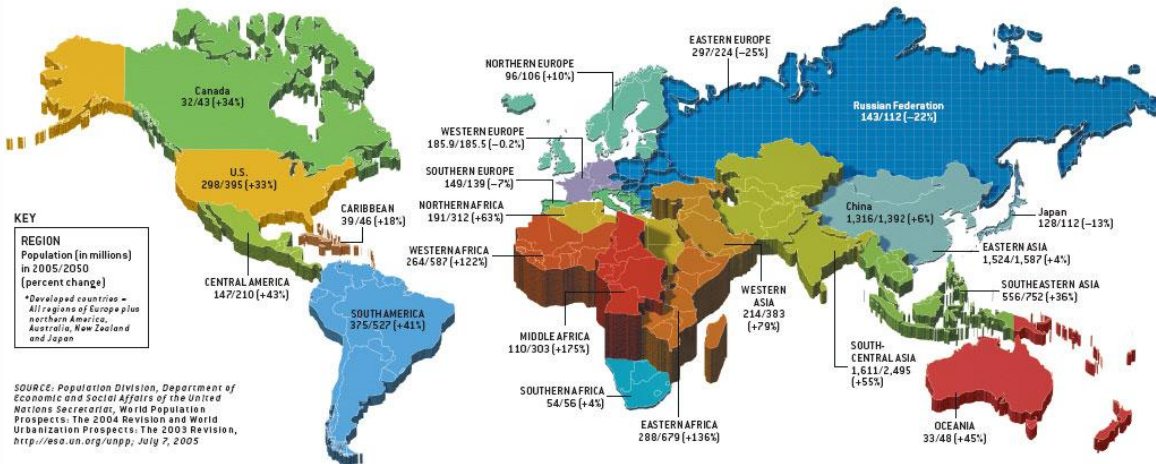 Canada
32/43 (+34%)
U.S.
298/395 (+33%)
CARIBBEAN
39/46 (+18%)
CENTRAL AMERICA
147/210 (+43%)
SOUTH AMERICA
375/527 (+41%)
NORTHERN EUROPE
96/106 (+10%)
WESTERN EUROPE
185.9/185.5 (–0.2%)
SOUTHERN EUROPE
149/139 (–7%)
NORTHERN AFRICA
191/312 (+63%)
WESTERN AFRICA
264/587 (+122%)
MIDDLE AFRICA
110/303 (+175%)
SOUTHERN AFRICA
54/56 (+4%)
EASTERN AFRICA
288/679 (+136%)
EASTERN EUROPE
297/224 (–25%)
Russian Federation
143/112 (–22%)
China
1,316/1,392 (+6%)
Japan
128/112 (–13%)
EASTERN ASIA
1,524/1,587 (+4%)
SOUTHEASTERN ASIA
556/752 (+36%)
WESTERN
ASIA
214/383
(+79%)
SOUTH-
CENTRAL ASIA
1,611/2,495
(+55%)
OCEANIA
33/48 (+45%)
KEY
REGION
Population (in millions)
in 2005/2050
(percent change)
*Developed countries =
All regions of Europe plus
northern America,
Australia, New Zealand
and Japan
SOURCE: Population Division, Department of
Economic and Social Affairs of the United
Nations Secretariat, World Population
Prospects: The 2004 Revision and World
Urbanization Prospects: The 2003 Revision,
http://esa.un.org/unpp; July 7, 2005